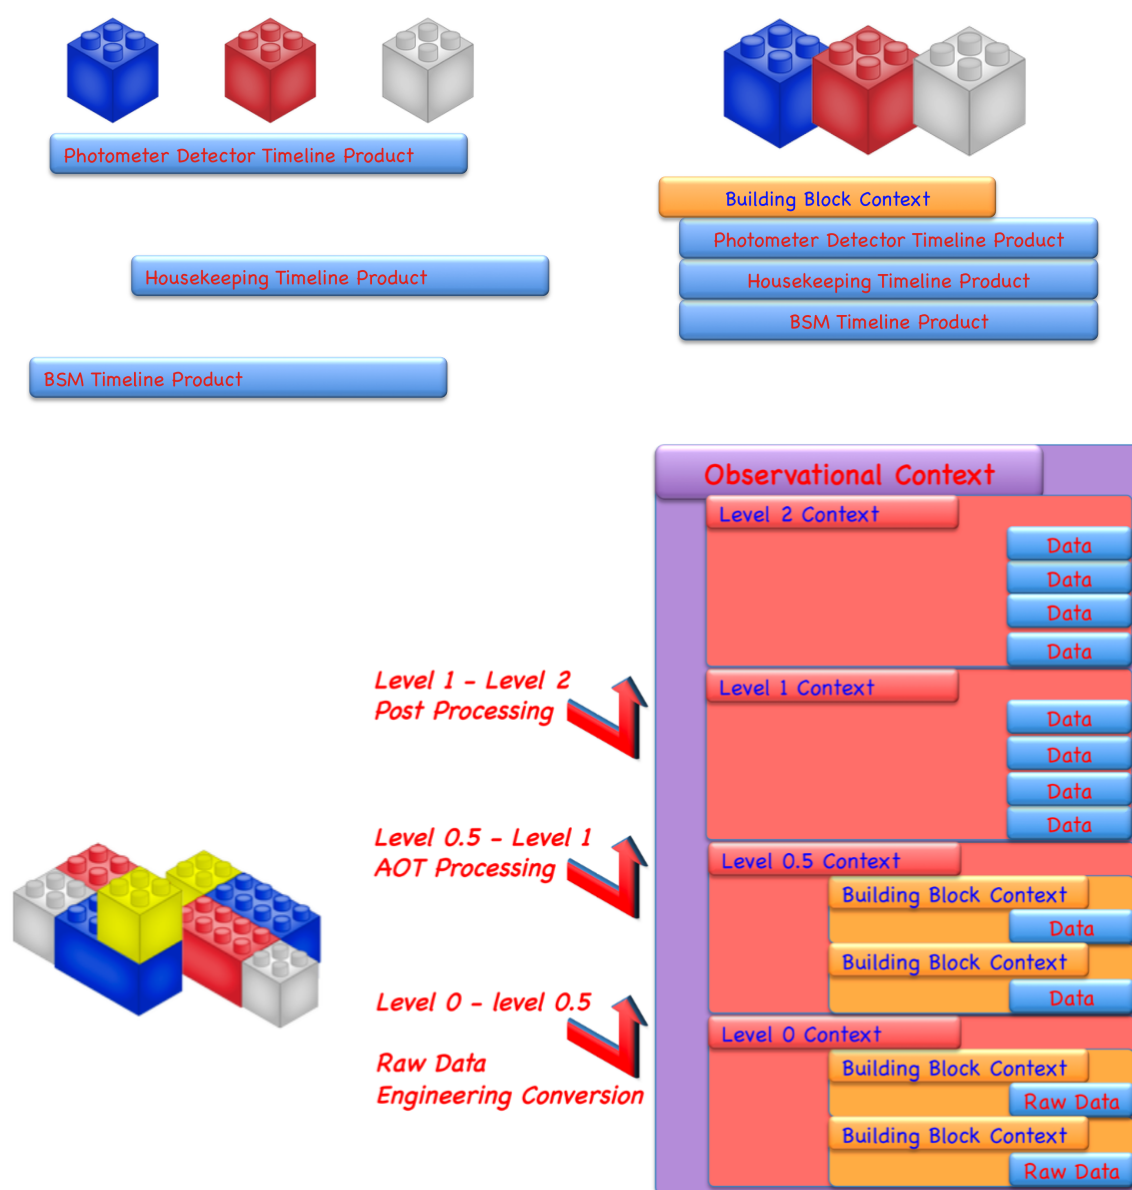 Photometer Detector Timeline Product
Housekeeping Timeline Product
BSM Timeline Product
Building Block Context
Photometer Detector Timeline Product
Housekeeping Timeline Product
BSM Timeline Product
Observational Context
Level 2 Context
Data
Data
Data
Data
Level 1 - Level 2
Post Processing
Level 1 Context
Data
Data
Data
Data
Level 0.5 - Level 1
AOT Processing
Level 0.5 Context
Building Block Context
Data
Building Block Context
Data
Level 0 - level 0.5
Raw Data
Engineering Conversion
Level 0 Context
Building Block Context
Raw Data
Building Block Context
Raw Data